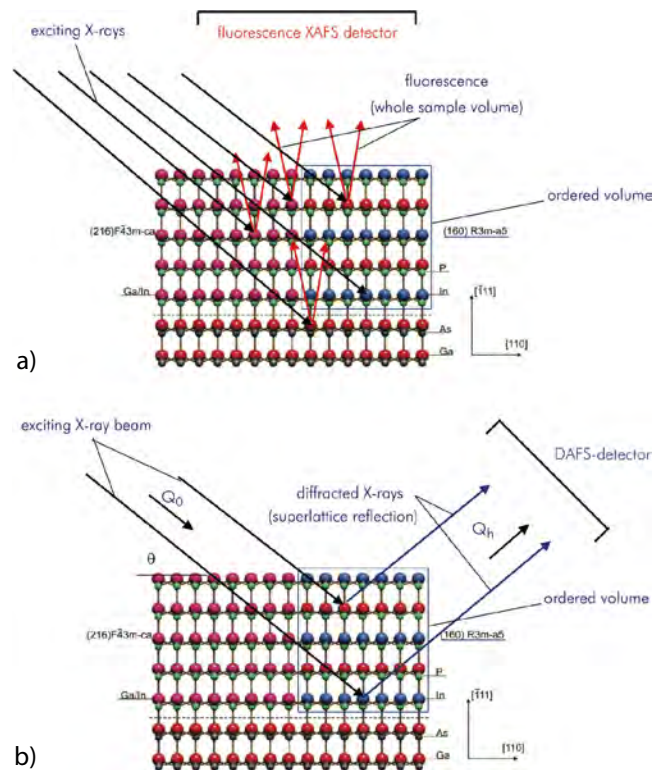 fluorescence XAFS detector
exciting X-rays
fluorescence
(whole sample volume)
ordered volume
(216)F4̄3m-ca
(160) R3m-a5
P
Ga/In
In
[1̄11]
As
[110]
Ga
a)
exciting X-ray beam
DAFS-detector
Q0
diffracted X-rays
(superlattice reflection)
Qh
θ
ordered volume
(216)F4̄3m-ca
(160) R3m-a5
P
Ga/In
In
[1̄11]
As
[110]
Ga
b)